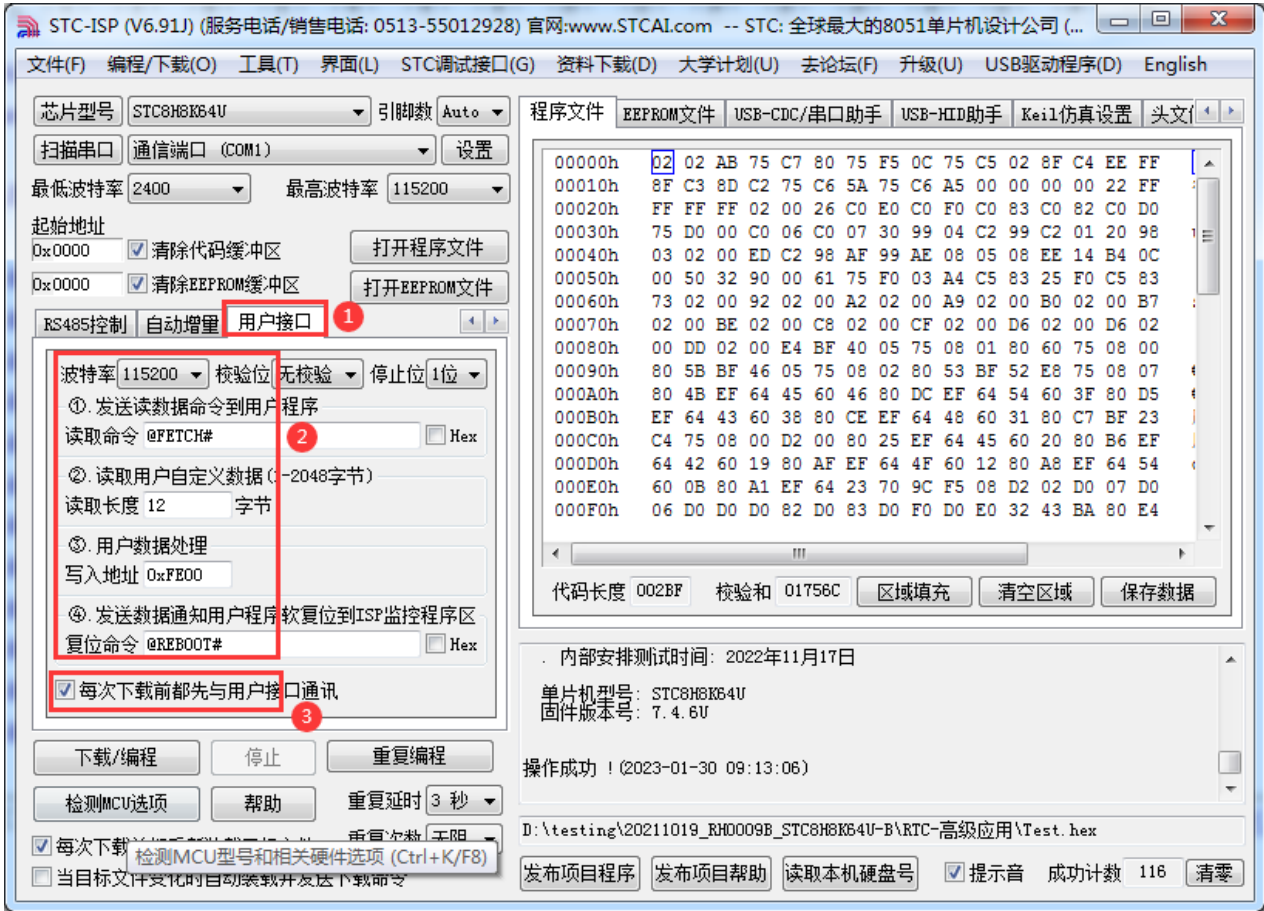 STC-ISP (V6.91J) (服务电话/销售电话: 0513-55012928) 官网:www.STCAI.com -- STC: 全球最大的8051单片机设计公司 (...
文件(F) 编程/下载(O) 工具(T) 界面(L) STC调试接口(G) 资料下载(D) 大学计划(U) 去论坛(F) 升级(U) USB驱动程序(D) English
芯片型号 STC8H8K64U 引脚数 Auto
扫描串口 通信端口 (COM1) 设置
最低波特率 2400 最高波特率 115200
起始地址
0x0000 清除代码缓冲区 打开程序文件
0x0000 清除EEPROM缓冲区 打开EEPROM文件
RS485控制 自动增量 用户接口 1
波特率 115200 校验位 无校验 停止位 1位
①.发送读数据命令到用户程序
读取命令 @FETCH# 2 Hex
②.读取用户自定义数据(-2048字节)
读取长度 12 字节
③.用户数据处理
写入地址 0xFE00
④.发送数据通知用户程序软复位到ISP监控程序区
复位命令 @REBOOT# Hex
每次下载前都先与用户接口通讯
3
下载/编程 停止 重复编程
检测MCU选项 帮助 重复延时 3 秒
每次下载 重复次数 无限
检测MCU型号和相关硬件选项 (Ctrl+K/F8)
当目标文件变化时自动装载并发送下载命令
程序文件 EEPROM文件 USB-CDC/串口助手 USB-HID助手 Keil仿真设置 头文
00000h 02 02 AB 75 C7 80 75 F5 0C 75 C5 02 8F C4 EE FF
00010h 8F C3 8D C2 75 C6 5A 75 C6 A5 00 00 00 00 22 FF
00020h FF FF FF 02 00 26 C0 E0 C0 F0 C0 83 C0 82 C0 D0
00030h 75 D0 00 C0 06 C0 07 30 99 04 C2 99 C2 01 20 98
00040h 03 02 00 ED C2 98 AF 99 AE 08 05 08 EE 14 B4 0C
00050h 00 50 32 90 00 61 75 F0 03 A4 C5 83 25 F0 C5 83
00060h 73 02 00 92 02 00 A2 02 00 A9 02 00 B0 02 00 B7
00070h 02 00 BE 02 00 C8 02 00 CF 02 00 D6 02 00 D6 02
00080h 00 DD 02 00 E4 BF 40 05 75 08 01 80 60 75 08 00
00090h 80 5B BF 46 05 75 08 02 80 53 BF 52 E8 75 08 07
000A0h 80 4B EF 64 45 60 46 80 DC EF 64 54 60 3F 80 D5
000B0h EF 64 43 60 38 80 CE EF 64 48 60 31 80 C7 BF 23
000C0h C4 75 08 00 D2 00 80 25 EF 64 45 60 20 80 B6 EF
000D0h 64 42 60 19 80 AF EF 64 4F 60 12 80 A8 EF 64 54
000E0h 60 0B 80 A1 EF 64 23 70 9C F5 08 D2 02 D0 07 D0
000F0h 06 D0 D0 D0 82 D0 83 D0 F0 D0 E0 32 43 BA 80 E4
代码长度 002BF 校验和 01756C 区域填充 清空区域 保存数据
. 内部安排测试时间: 2022年11月17日
单片机型号: STC8H8K64U
固件版本号: 7.4.6U
操作成功 !(2023-01-30 09:13:06)
D:\testing\20211019_RH0009B_STC8H8K64U-B\RTC-高级应用\Test.hex
发布项目程序 发布项目帮助 读取本机硬盘号 提示音 成功计数 116 清零